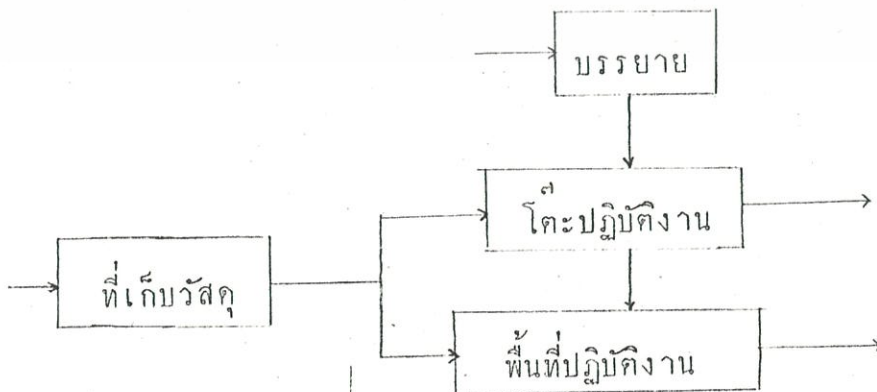 บรรยาย
โต๊ะปฏิบัติงาน
ที่เก็บวัสดุ
พื้นที่ปฏิบัติงาน